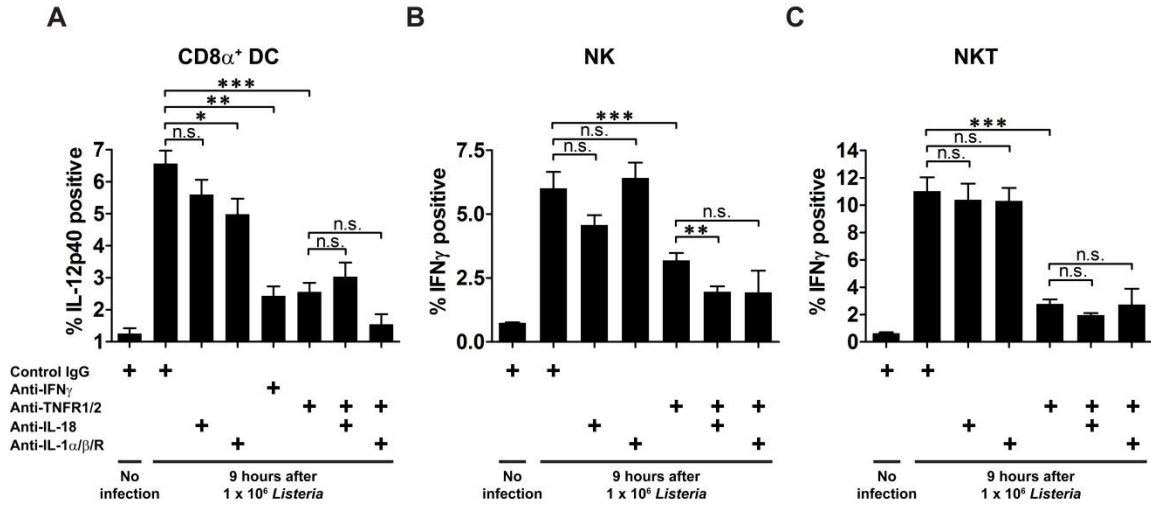 A
CD8α⁺ DC
***
**
*
n.s.
n.s.
n.s.
% IL-12p40 positive
7
6
5
4
3
2
1
B
NK
***
n.s.
n.s.
n.s.
**
% IFNγ positive
7.5
5.0
2.5
0.0
C
NKT
***
n.s.
n.s.
n.s.
n.s.
% IFNγ positive
14
12
10
8
6
4
2
0
Control IgG + + + + + +
Anti-IFNγ +
Anti-TNFR1/2 + + + + + + + + +
Anti-IL-18 + + + + + +
Anti-IL-1α/β/R + + + + + +
No infection
9 hours after
1 x 10⁶ Listeria
No infection
9 hours after
1 x 10⁶ Listeria
No infection
9 hours after
1 x 10⁶ Listeria